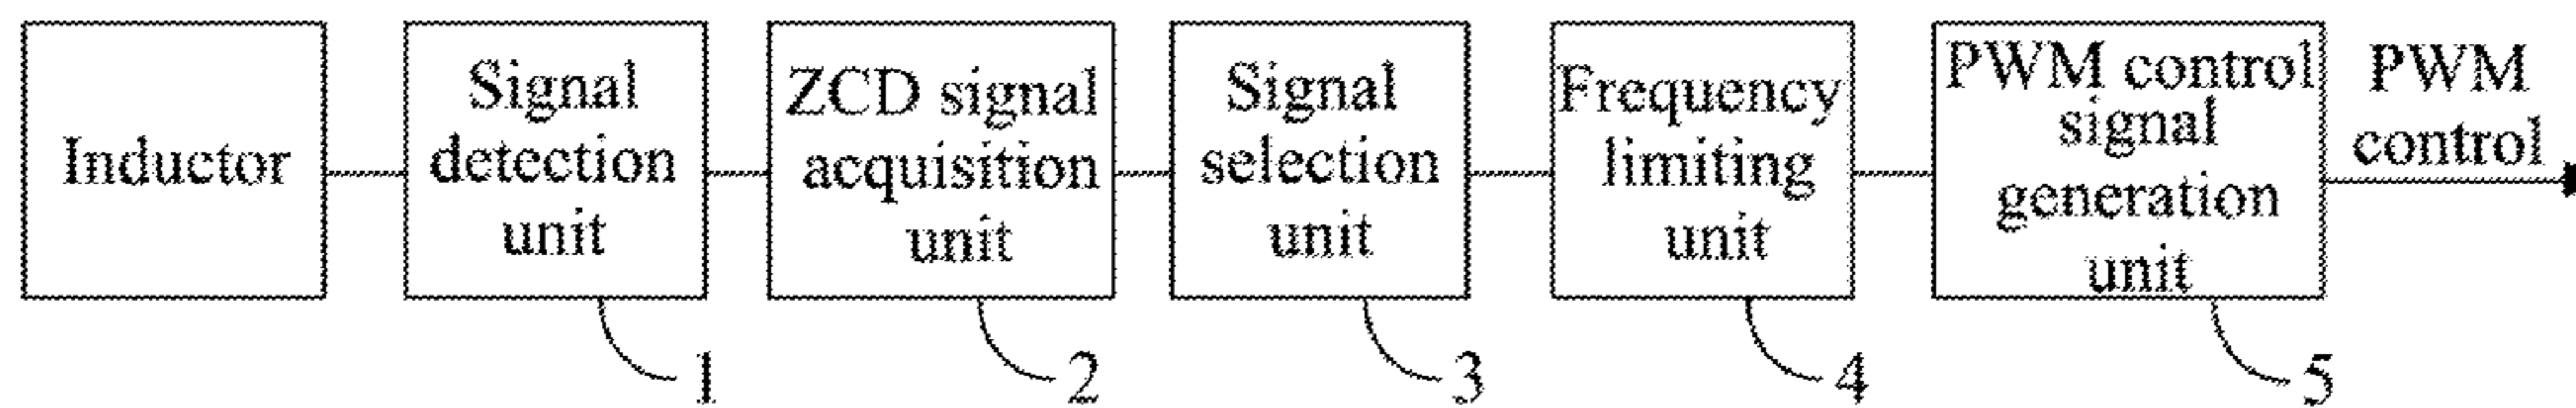 Inductor
Signal
detection
unit
ZCD signal
acquisition
unit
Signal
selection
unit
Frequency
limiting
unit
PWM control
signal
generation
unit
PWM
control
1
2
3
4
5